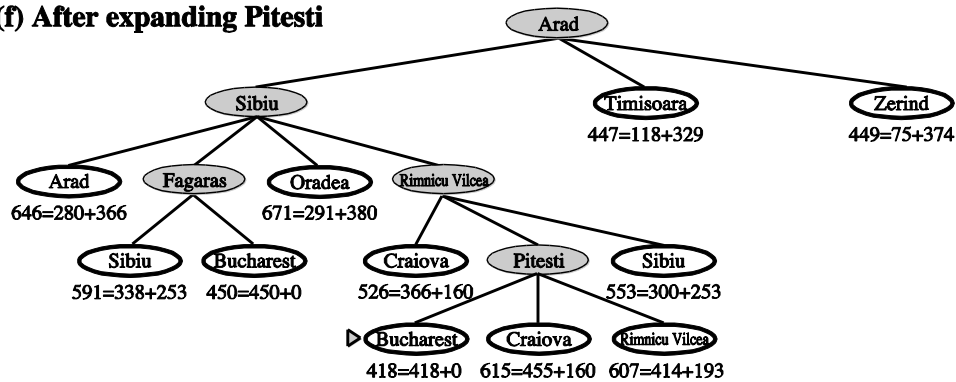 (f) After expanding Pitesti
Arad
Sibiu
Timisoara
Zerind
447=118+329
449=75+374
Arad
Fagaras
Oradea
Rimnicu Vilcea
646=280+366
671=291+380
Sibiu
Bucharest
Craiova
Pitesti
Sibiu
591=338+253
450=450+0
526=366+160
553=300+253
Bucharest
Craiova
Rimnicu Vilcea
418=418+0
615=455+160
607=414+193